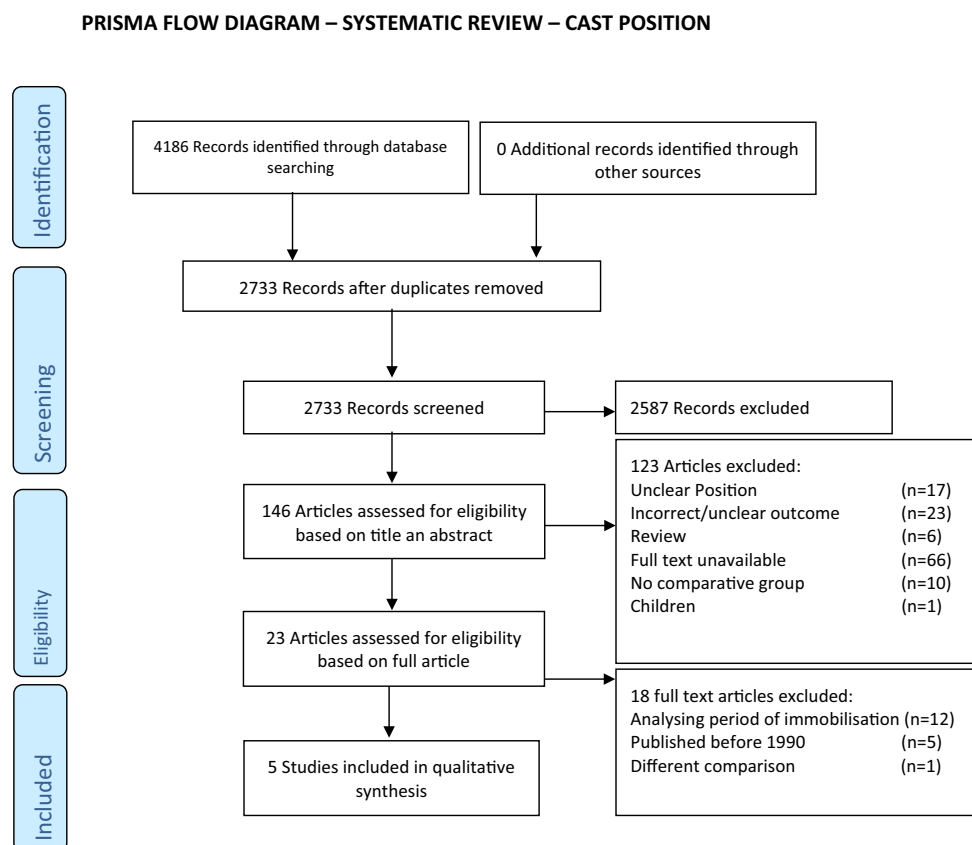 PRISMA FLOW DIAGRAM – SYSTEMATIC REVIEW – CAST POSITION
Identification
4186 Records identified through database
searching
0 Additional records identified through
other sources
2733 Records after duplicates removed
Screening
2733 Records screened
2587 Records excluded
Eligibility
146 Articles assessed for eligibility
based on title an abstract
123 Articles excluded:
Unclear Position (n=17)
Incorrect/unclear outcome (n=23)
Review (n=6)
Full text unavailable (n=66)
No comparative group (n=10)
Children (n=1)
23 Articles assessed for eligibility
based on full article
18 full text articles excluded:
Analysing period of immobilisation (n=12)
Published before 1990 (n=5)
Different comparison (n=1)
Included
5 Studies included in qualitative
synthesis